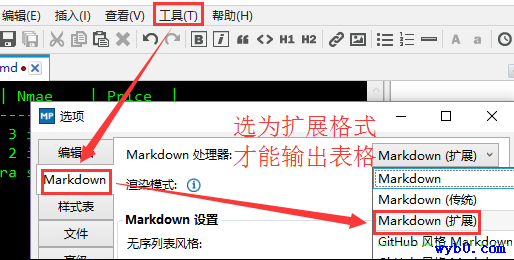 编辑(E) 插入(I) 查看(V) 工具(T) 帮助(H)
B i “ <> H1 H2 A a
md
| Nmae | Price |
3
2
ra s
MP 选项
选为扩展格式
才能输出表格
编辑
Markdown
样式表
文件
高级
Markdown 处理器:
Markdown (扩展)
渲染模式:
Markdown 设置
无序列表风格:
Markdown
Markdown (传统)
Markdown (扩展)
GitHub 风格 Markdown
wyb0.com